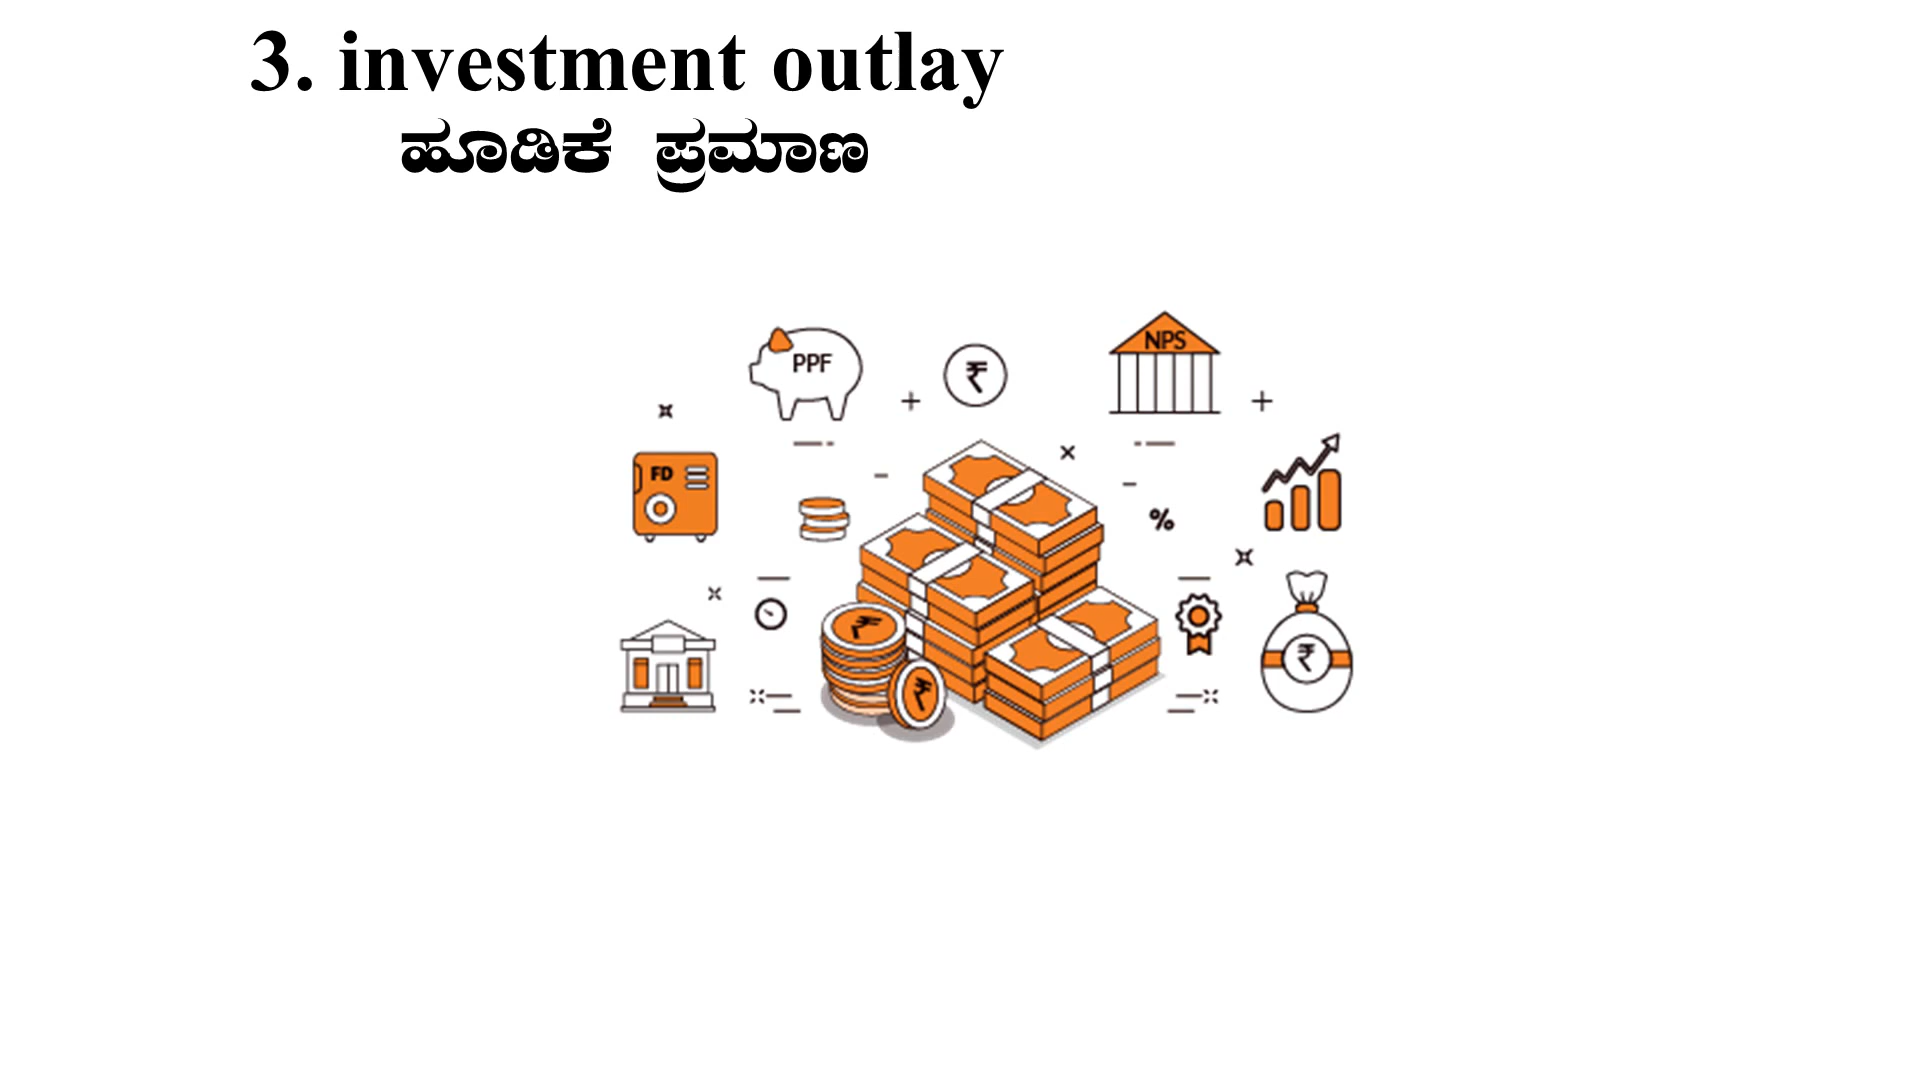 3. investment outlay
ಹೂಡಿಕೆ ಪ್ರಮಾಣ
PPF
₹
NPS
FD
%
₹
₹
₹